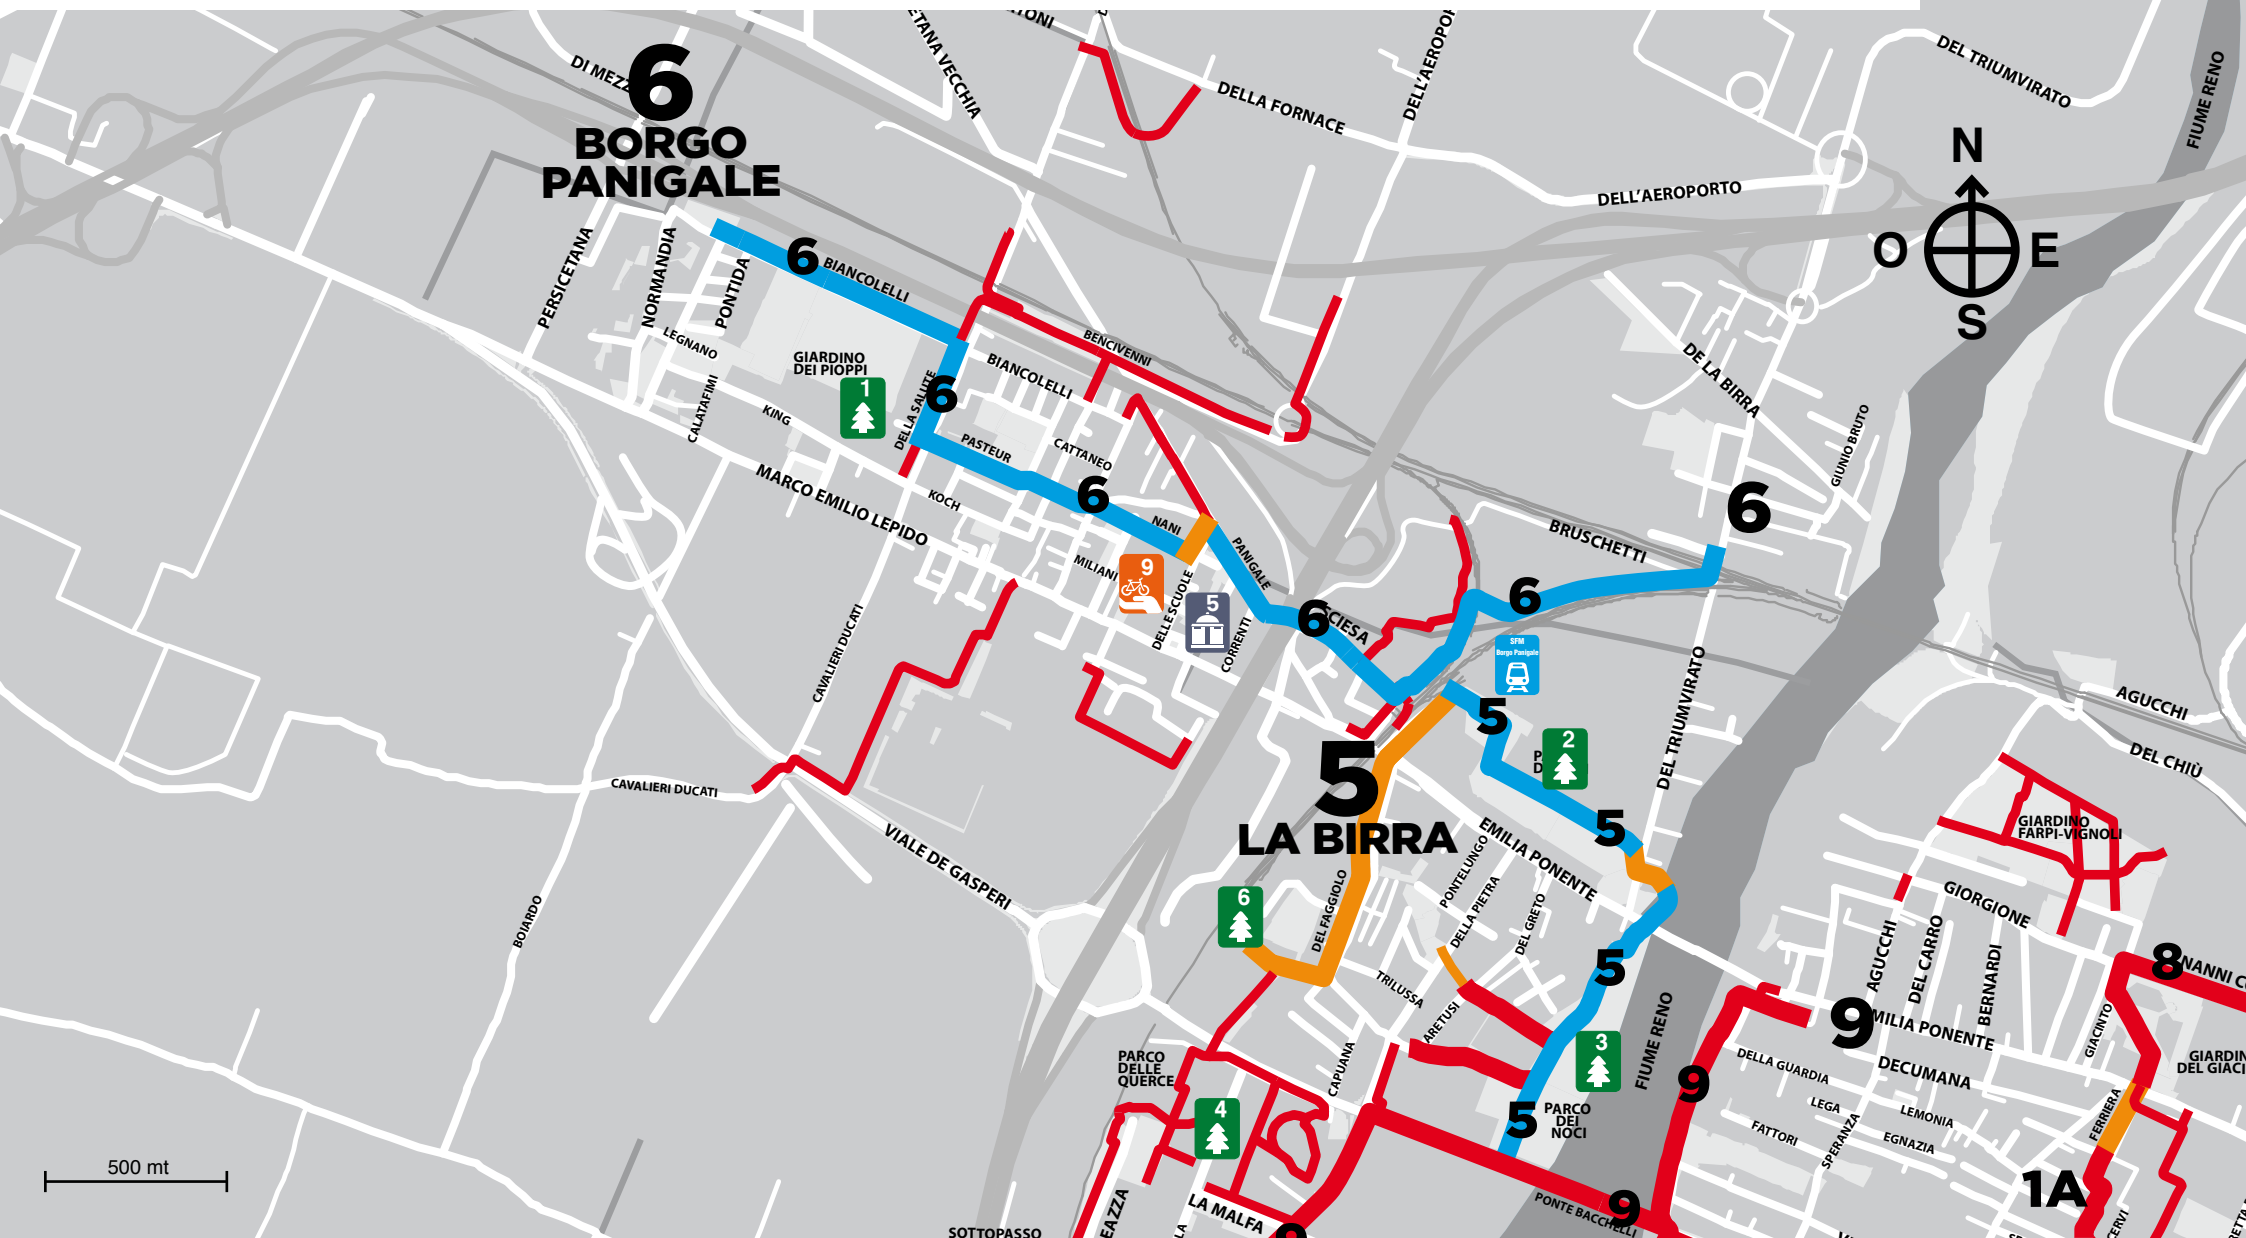 DELL'AEROPORTO
DEL TRIUMVIRATO
FIUME RENO
DELLA FORNACE
6
BORGO
PANIGALE
N
O
E
S
DELL'AEROPORTO
PERSICETANA
NORMANDIA
PONTIDA
6
BIANCOLELLI
LEGNANO
GIARDINO
DEI PIOPPI
1
CALATAFIMI
KING
DELLA SALUTE
6
BIANCOLELLI
BENCIVENNI
PASTEUR
CATTANEO
KOCH
6
NANI
MARCO EMILIO LEPIDO
MILIANI
9
DELLE SCUOLE
5
CORRENTI
PANIGALE
6
DE LA BIRRA
GIUNIO BRUTO
6
BRUSCHETTI
6
SFM
Borgo Panigale
5
2
DEL TRIUMVIRATO
AGUCCHI
DEL CHIÙ
CAVALIERI DUCATI
CAVALIERI DUCATI
VIALE DE GASPERI
BOIARDO
5
LA BIRRA
5
EMILIA PONENTE
PONTELUNGO
DELLA PIETRA
DEL GRETO
6
DEL FAGGIOLO
TRILUSSA
ARETUSI
CAPUANA
5
3
PARCO
DEI
NOCI
5
FIUME RENO
GIARDINO
FARPI-VIGNOLI
GIORGIONE
AGUCCHI
DEL CARRO
BERNARDI
8
9
DELLA GUARDIA
DECUMANA
LEGA
LEMONIA
FATTORI
SPERANZA
EGNAZIA
9
GIACINTO
FERRIERA
1A
PARCO
DELLE
QUERCE
4
LA MALFA
PONTE BACCHELLI
9
500 mt
SOTTOPASSO